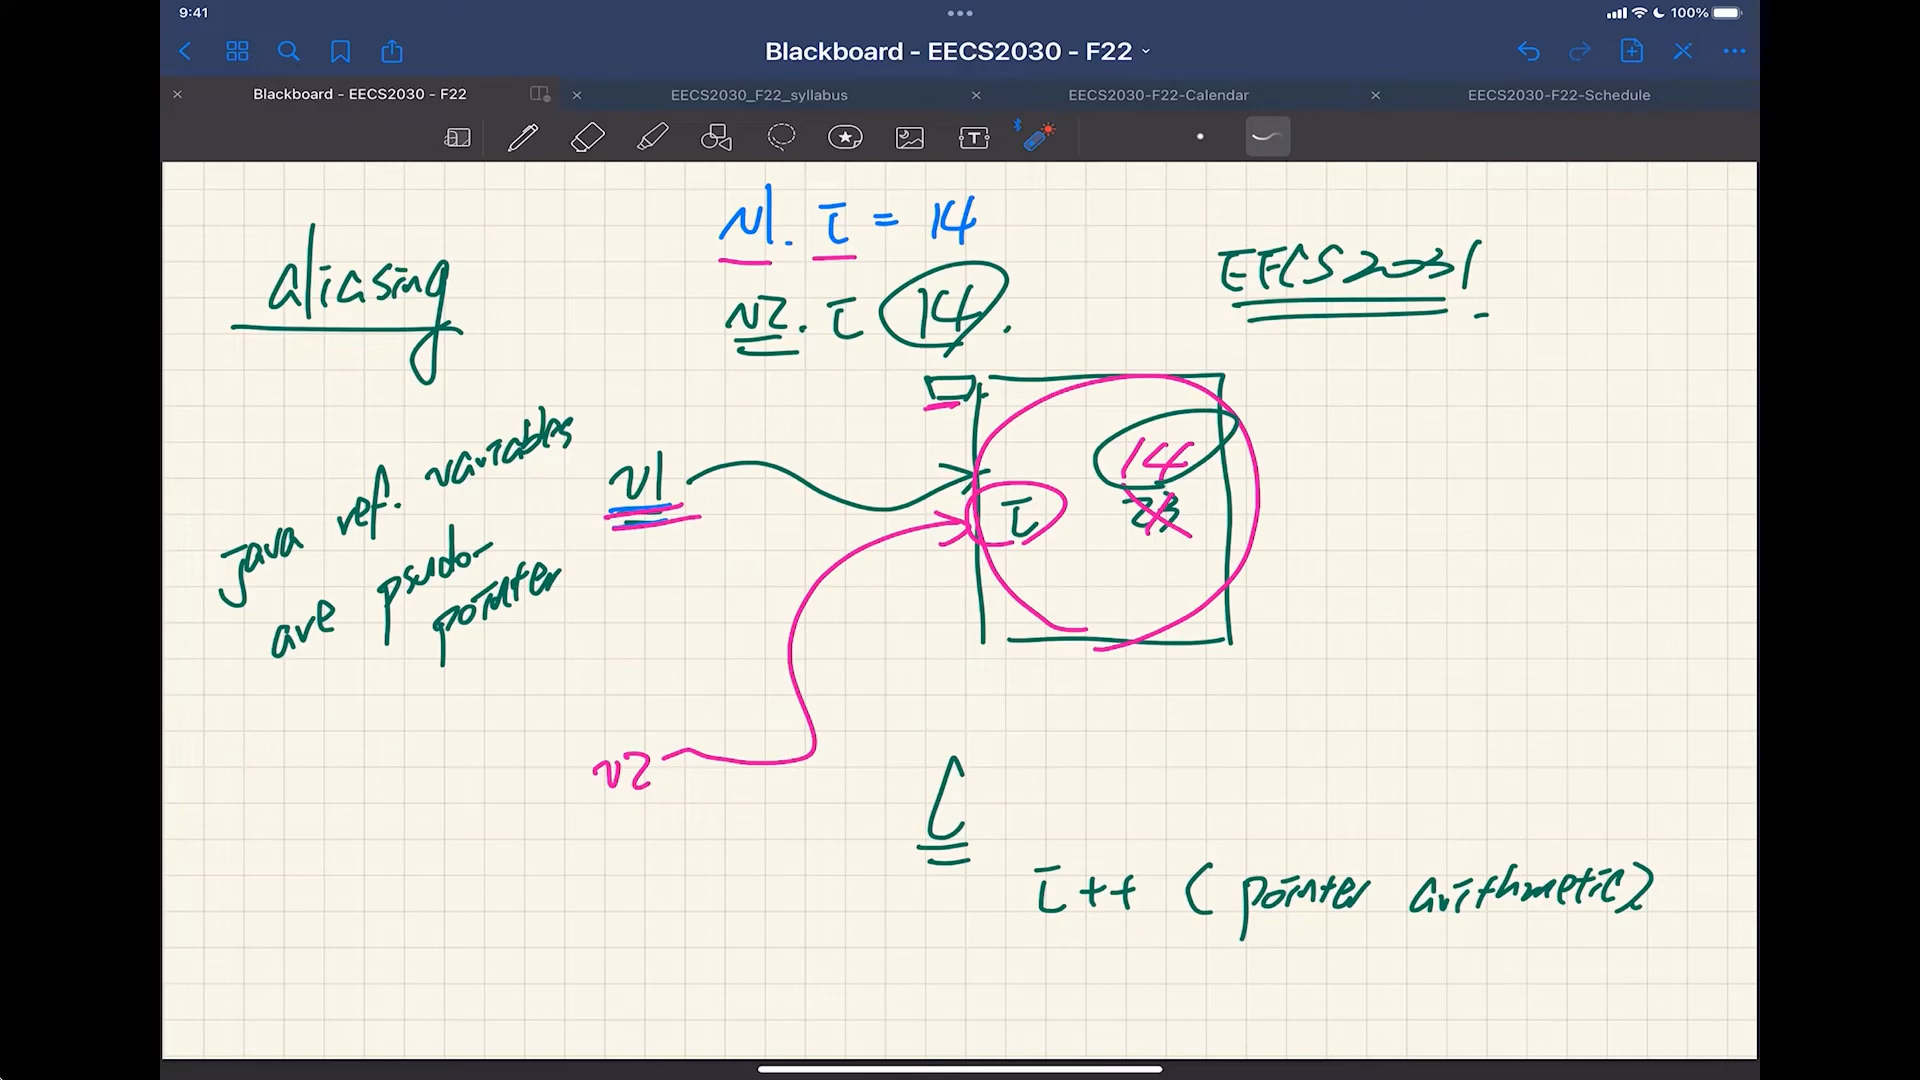 9:41
100%
Blackboard - EECS2030 - F22
Blackboard - EECS2030 - F22
EECS2030_F22_syllabus
EECS2030-F22-Calendar
EECS2030-F22-Schedule
aliasing
v1. i = 14
v2. i 14.
EECS2031.
java ref. variables
are psudo-
pointer
v1
i
14
23
v2
C
i++ (pointer arithmetic)